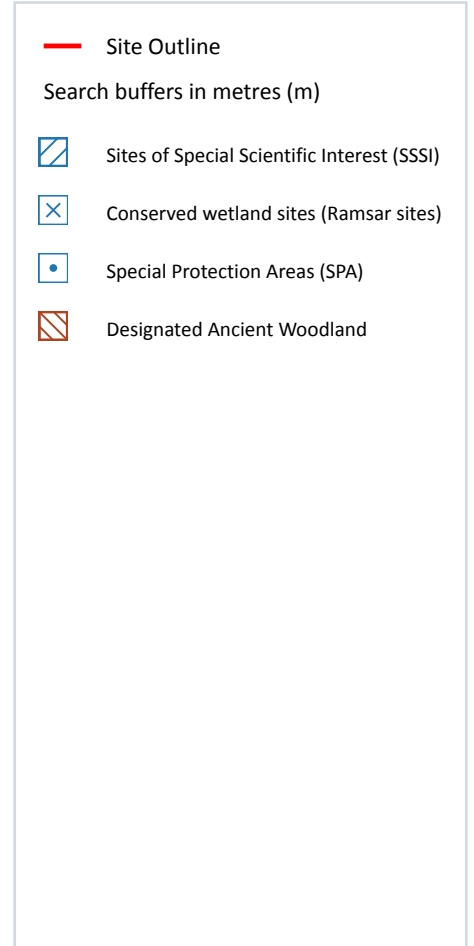 Site Outline
Search buffers in metres (m)
Sites of Special Scientific Interest (SSSI)
Conserved wetland sites (Ramsar sites)
Special Protection Areas (SPA)
Designated Ancient Woodland